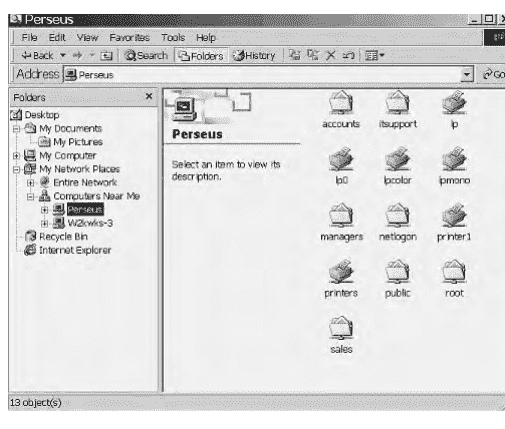 Perseus
File Edit View Favorites Tools Help
Back Search Folders History
Address Perseus Go
Folders
Desktop
My Documents
My Pictures
My Computer
My Network Places
Entire Network
Computers Near Me
Perseus
W2kwks-3
Recycle Bin
Internet Explorer
Perseus
Select an item to view its
description.
accounts itsupport lp
lp0 lpcolor lpmono
managers netlogon printer1
printers public root
sales
13 object(s)